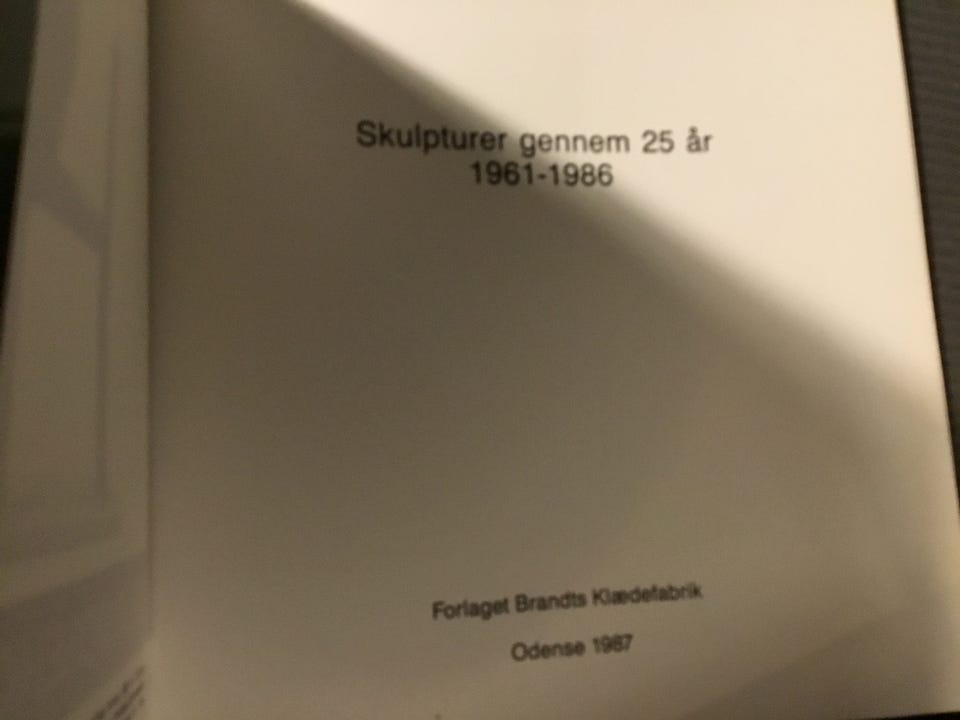 Skulpturer gennem 25 år
1961-1986
Forlaget Brandts Klædefabrik
Odense 1987